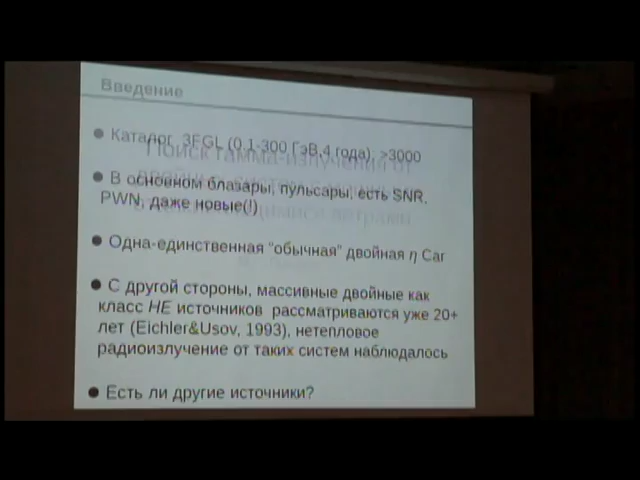 Введение
Каталог 3FGL (0.1-300 ГэВ,4 года): >3000
Поиск гамма-излучения от
В основном блазары, пульсары, есть SNR,
PWN, даже новые(!)
Одна-единственная "обычная" двойная η Car
С другой стороны, массивные двойные как
класс НЕ источников рассматриваются уже 20+
лет (Eichler&Usov, 1993), нетепловое
радиоизлучение от таких систем наблюдалось
Есть ли другие источники?